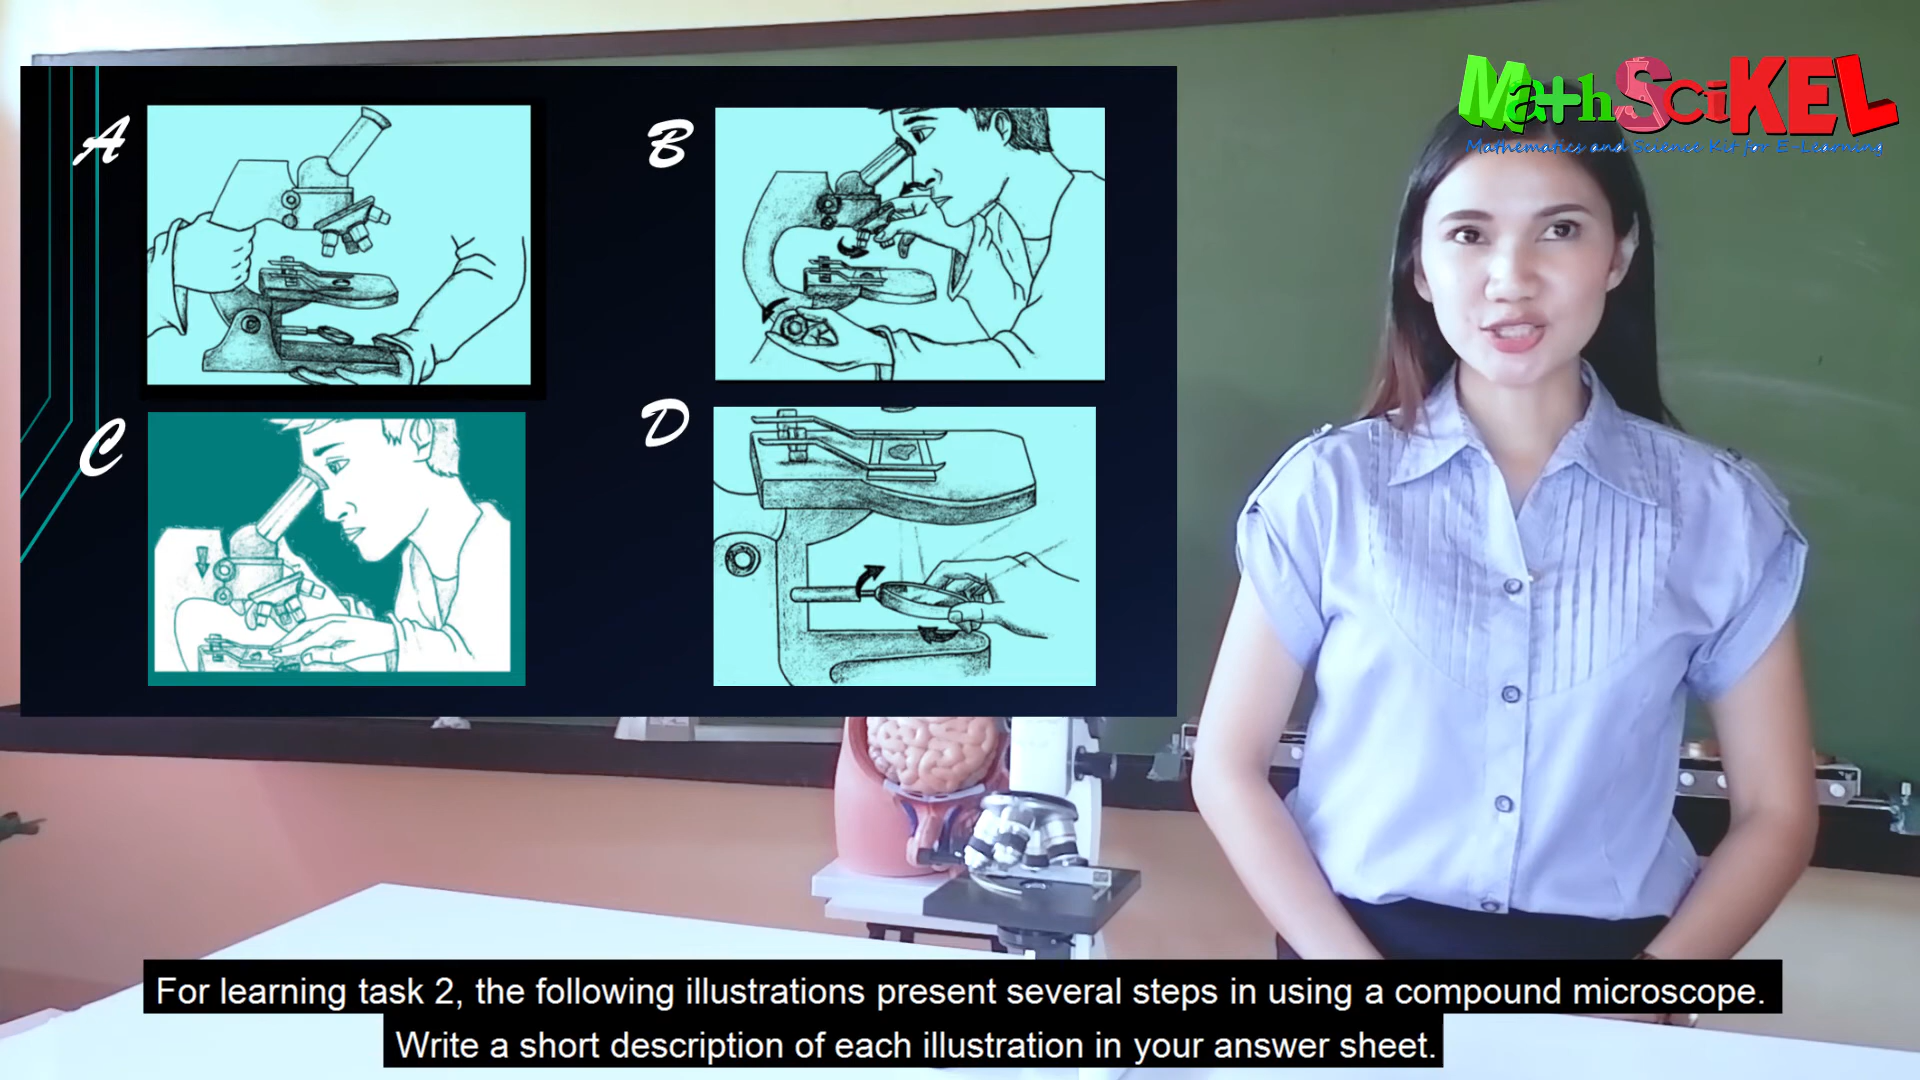 MathSciKEL
Mathematics and Science Kit for E-Learning
A
B
C
D
For learning task 2, the following illustrations present several steps in using a compound microscope.
Write a short description of each illustration in your answer sheet.